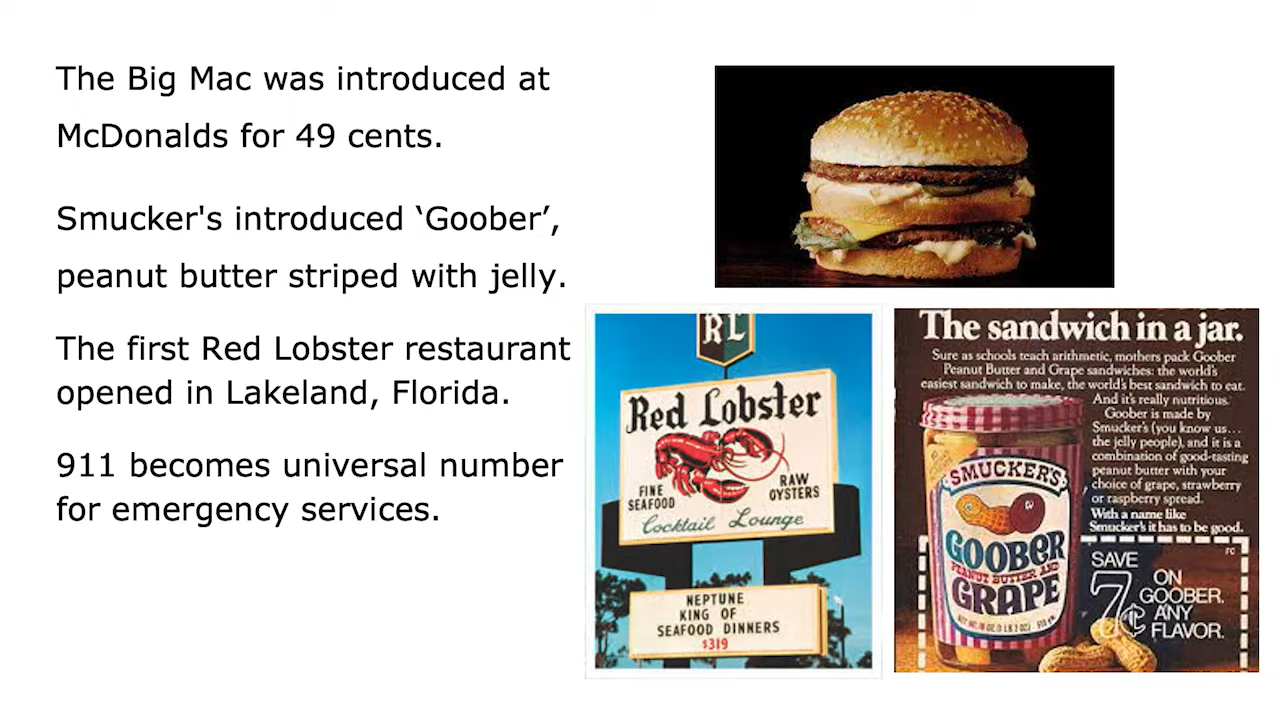 The Big Mac was introduced at
McDonalds for 49 cents.
Smucker's introduced ‘Goober’,
peanut butter striped with jelly.
The first Red Lobster restaurant
opened in Lakeland, Florida.
911 becomes universal number
for emergency services.
RL
Red Lobster
FINE
SEAFOOD
RAW
OYSTERS
Cocktail Lounge
NEPTUNE
KING OF
SEAFOOD DINNERS
$319
The sandwich in a jar.
Sure as schools teach arithmetic, mothers pack Goober
Peanut Butter and Grape sandwiches: the world's
easiest sandwich to make, the world's best sandwich to eat.
And it's really nutritious.
Goober is made by
Smucker's (you know us...
the jelly people), and it is a
combination of good-tasting
peanut butter with your
choice of grape, strawberry
or raspberry spread.
With a name like
Smucker's it has to be good.
SMUCKER'S
GOOBER
PEANUT BUTTER AND
GRAPE
SAVE
7¢
ON
GOOBER.
ANY
FLAVOR.